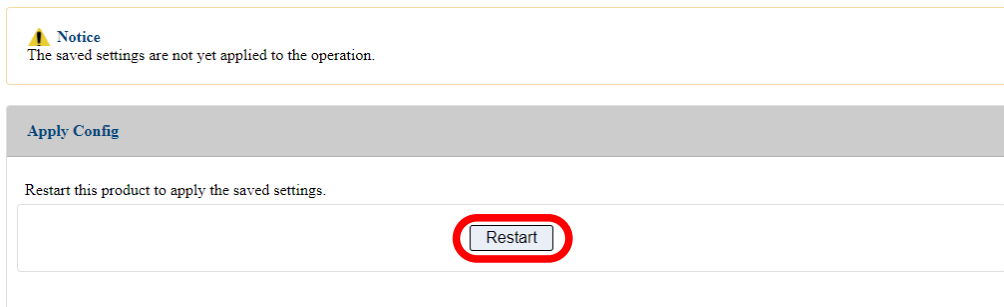 Notice
The saved settings are not yet applied to the operation.
Apply Config
Restart this product to apply the saved settings.
Restart